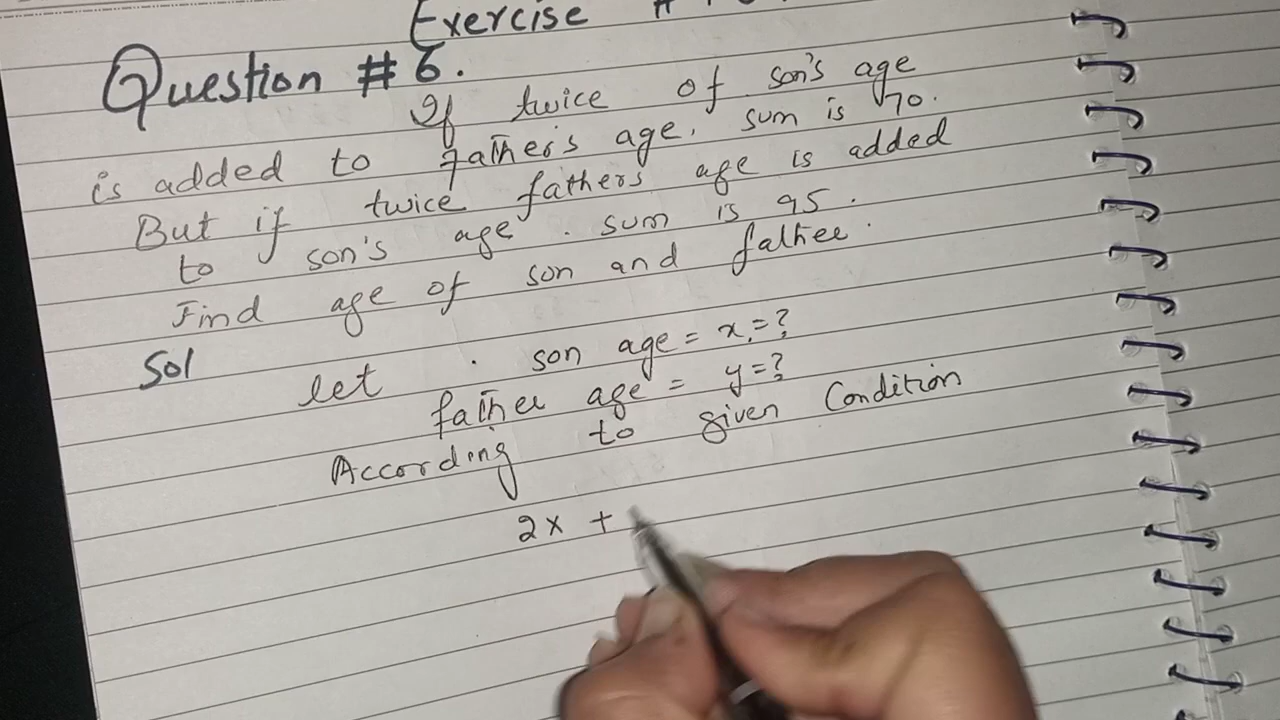 Exercise #
Question # 6.
If twice of son's age
is added to father's age, sum is 70.
But if twice fathers age is added
to son's age. sum is 95.
Find age of son and father.
Sol
let son age = x = ?
father age = y = ?
According to given Condition
2x +